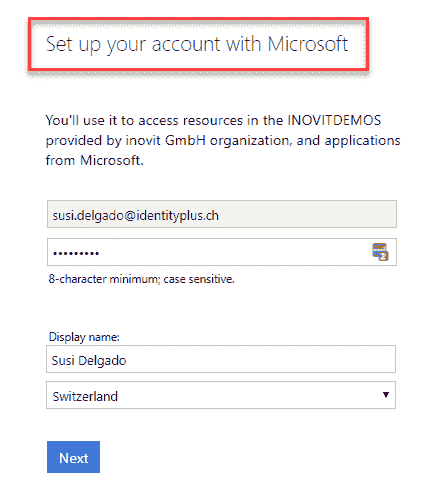 Set up your account with Microsoft
You'll use it to access resources in the INOVITDEMOS
provided by inovit GmbH organization, and applications
from Microsoft.
susi.delgado@identityplus.ch
•••••••••
8-character minimum; case sensitive.
Display name:
Susi Delgado
Switzerland
Next